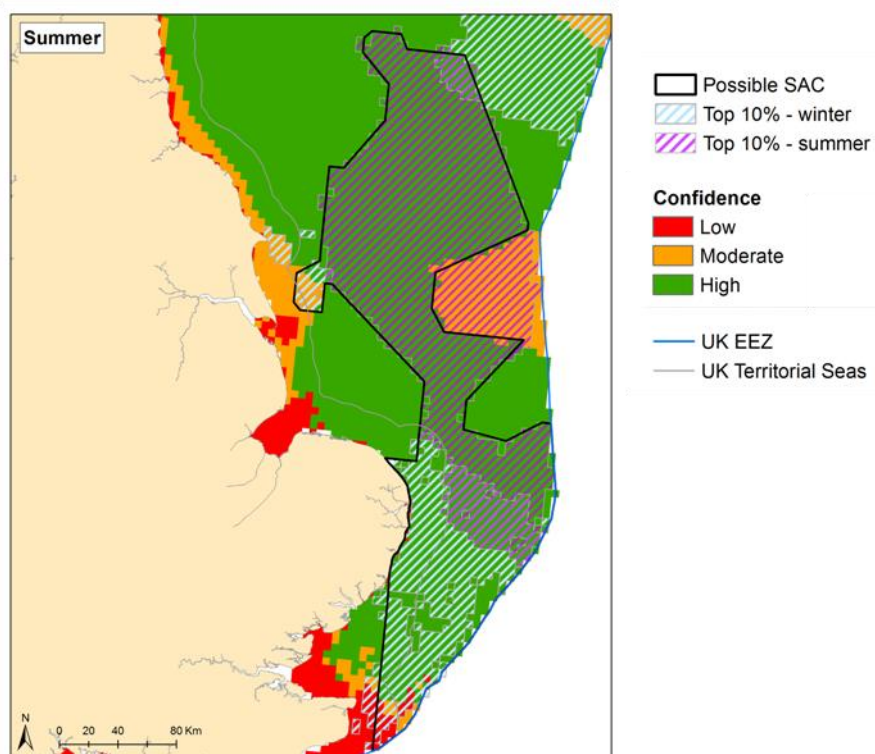 Summer
Possible SAC
Top 10% - winter
Top 10% - summer
Confidence
Low
Moderate
High
UK EEZ
UK Territorial Seas
N
0 20 40 80 Km